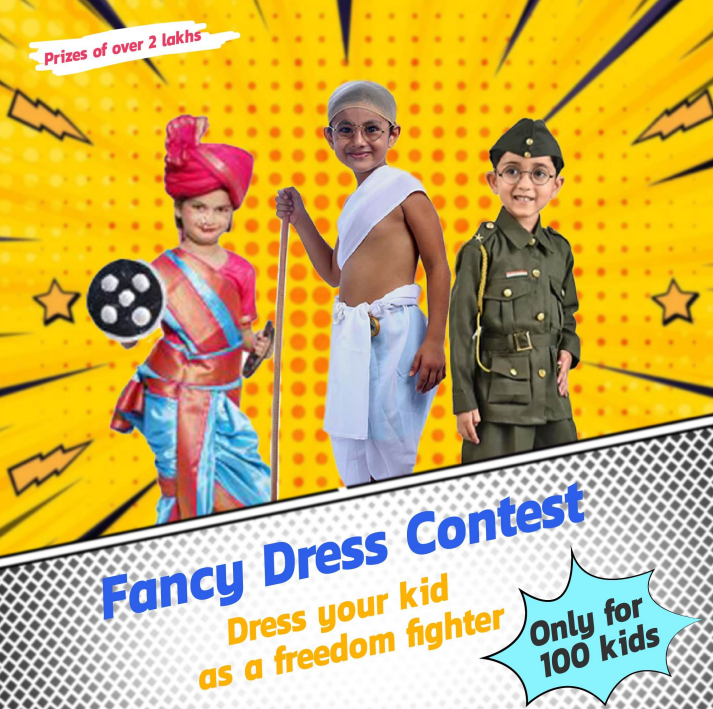 Prizes of over 2 lakhs
Fancy Dress Contest
Dress your kid
as a freedom fighter
Only for
100 kids